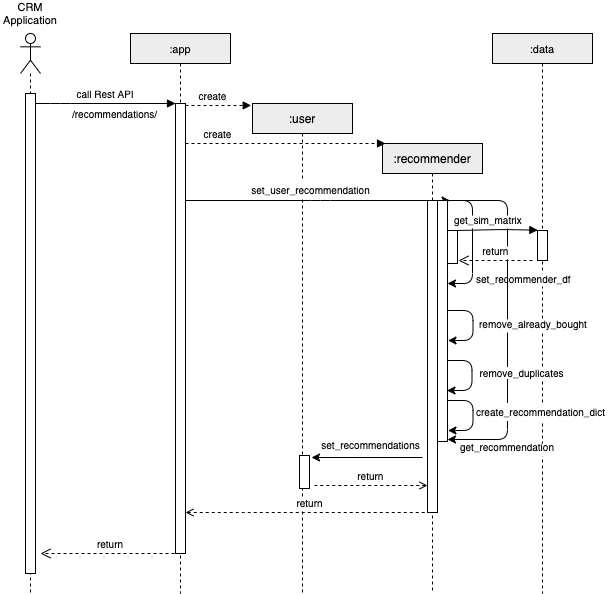 CRM
Application
:app
:data
call Rest API
/recommendations/
create
:user
create
:recommender
set_user_recommendation
get_sim_matrix
return
set_recommender_df
remove_already_bought
remove_duplicates
create_recommendation_dict
set_recommendations
get_recommendation
return
return
return